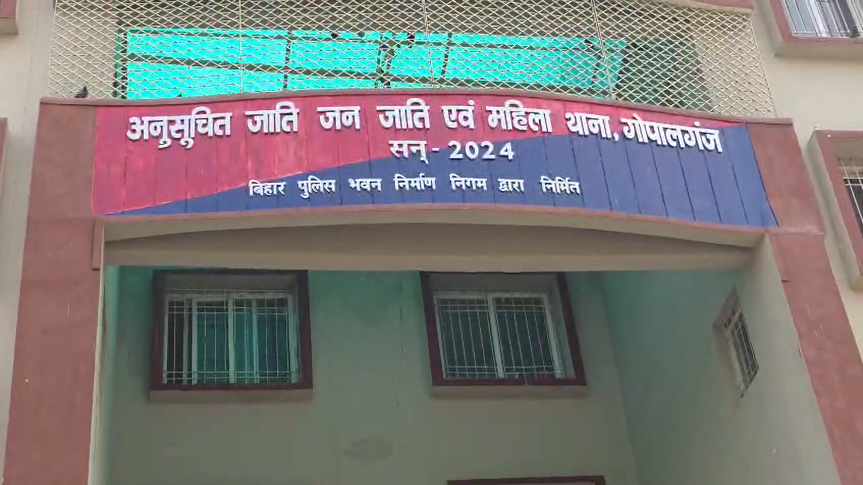 अनुसूचित जाति जन जाति एवं महिला थाना, गोपालगंज
सन् - 2024
बिहार पुलिस भवन निर्माण निगम द्वारा निर्मित